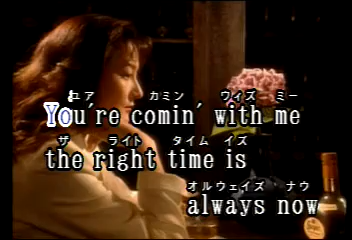 ユア カミン ウィズ ミー
You're comin' with me
ザ ライト タイム イズ
the right time is
オルウェイズ ナウ
always now